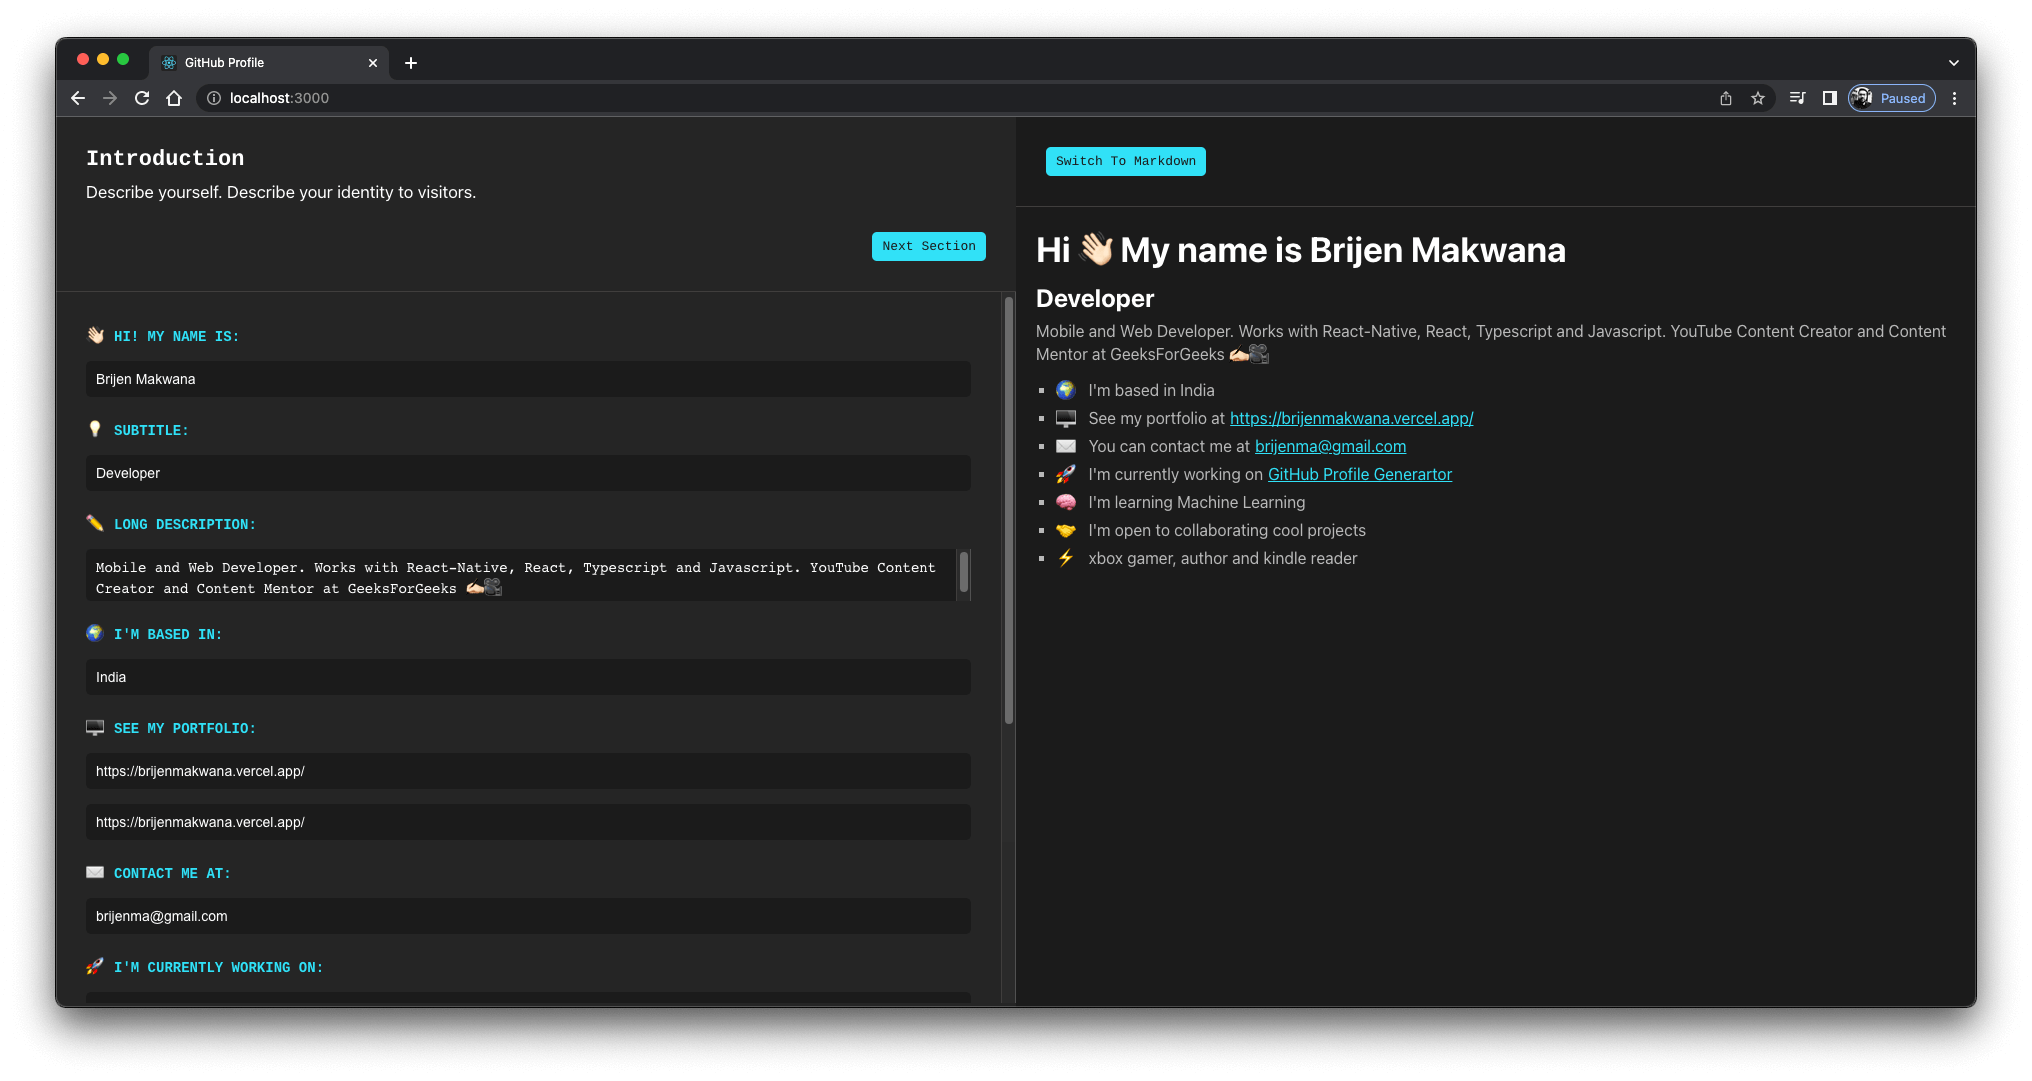 GitHub Profile
localhost:3000
Paused
Introduction
Describe yourself. Describe your identity to visitors.
Next Section
👋🏻 HI! MY NAME IS:
Brijen Makwana
💡 SUBTITLE:
Developer
✏️ LONG DESCRIPTION:
Mobile and Web Developer. Works with React-Native, React, Typescript and Javascript. YouTube Content
Creator and Content Mentor at GeeksForGeeks ✍🏻🎥
🌍 I'M BASED IN:
India
🖥️ SEE MY PORTFOLIO:
https://brijenmakwana.vercel.app/
https://brijenmakwana.vercel.app/
✉️ CONTACT ME AT:
brijenma@gmail.com
🚀 I'M CURRENTLY WORKING ON:
Switch To Markdown
Hi 👋🏻 My name is Brijen Makwana
Developer
Mobile and Web Developer. Works with React-Native, React, Typescript and Javascript. YouTube Content Creator and Content
Mentor at GeeksForGeeks ✍🏻🎥
🌍 I'm based in India
🖥️ See my portfolio at https://brijenmakwana.vercel.app/
✉️ You can contact me at brijenma@gmail.com
🚀 I'm currently working on GitHub Profile Generartor
🧠 I'm learning Machine Learning
🤝 I'm open to collaborating cool projects
⚡ xbox gamer, author and kindle reader